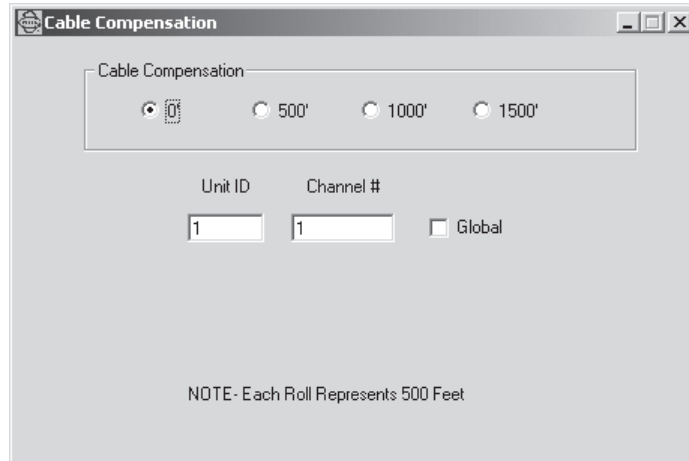 Cable Compensation
Cable Compensation
0' 500' 1000' 1500'
Unit ID Channel #
1 1 Global
NOTE- Each Roll Represents 500 Feet